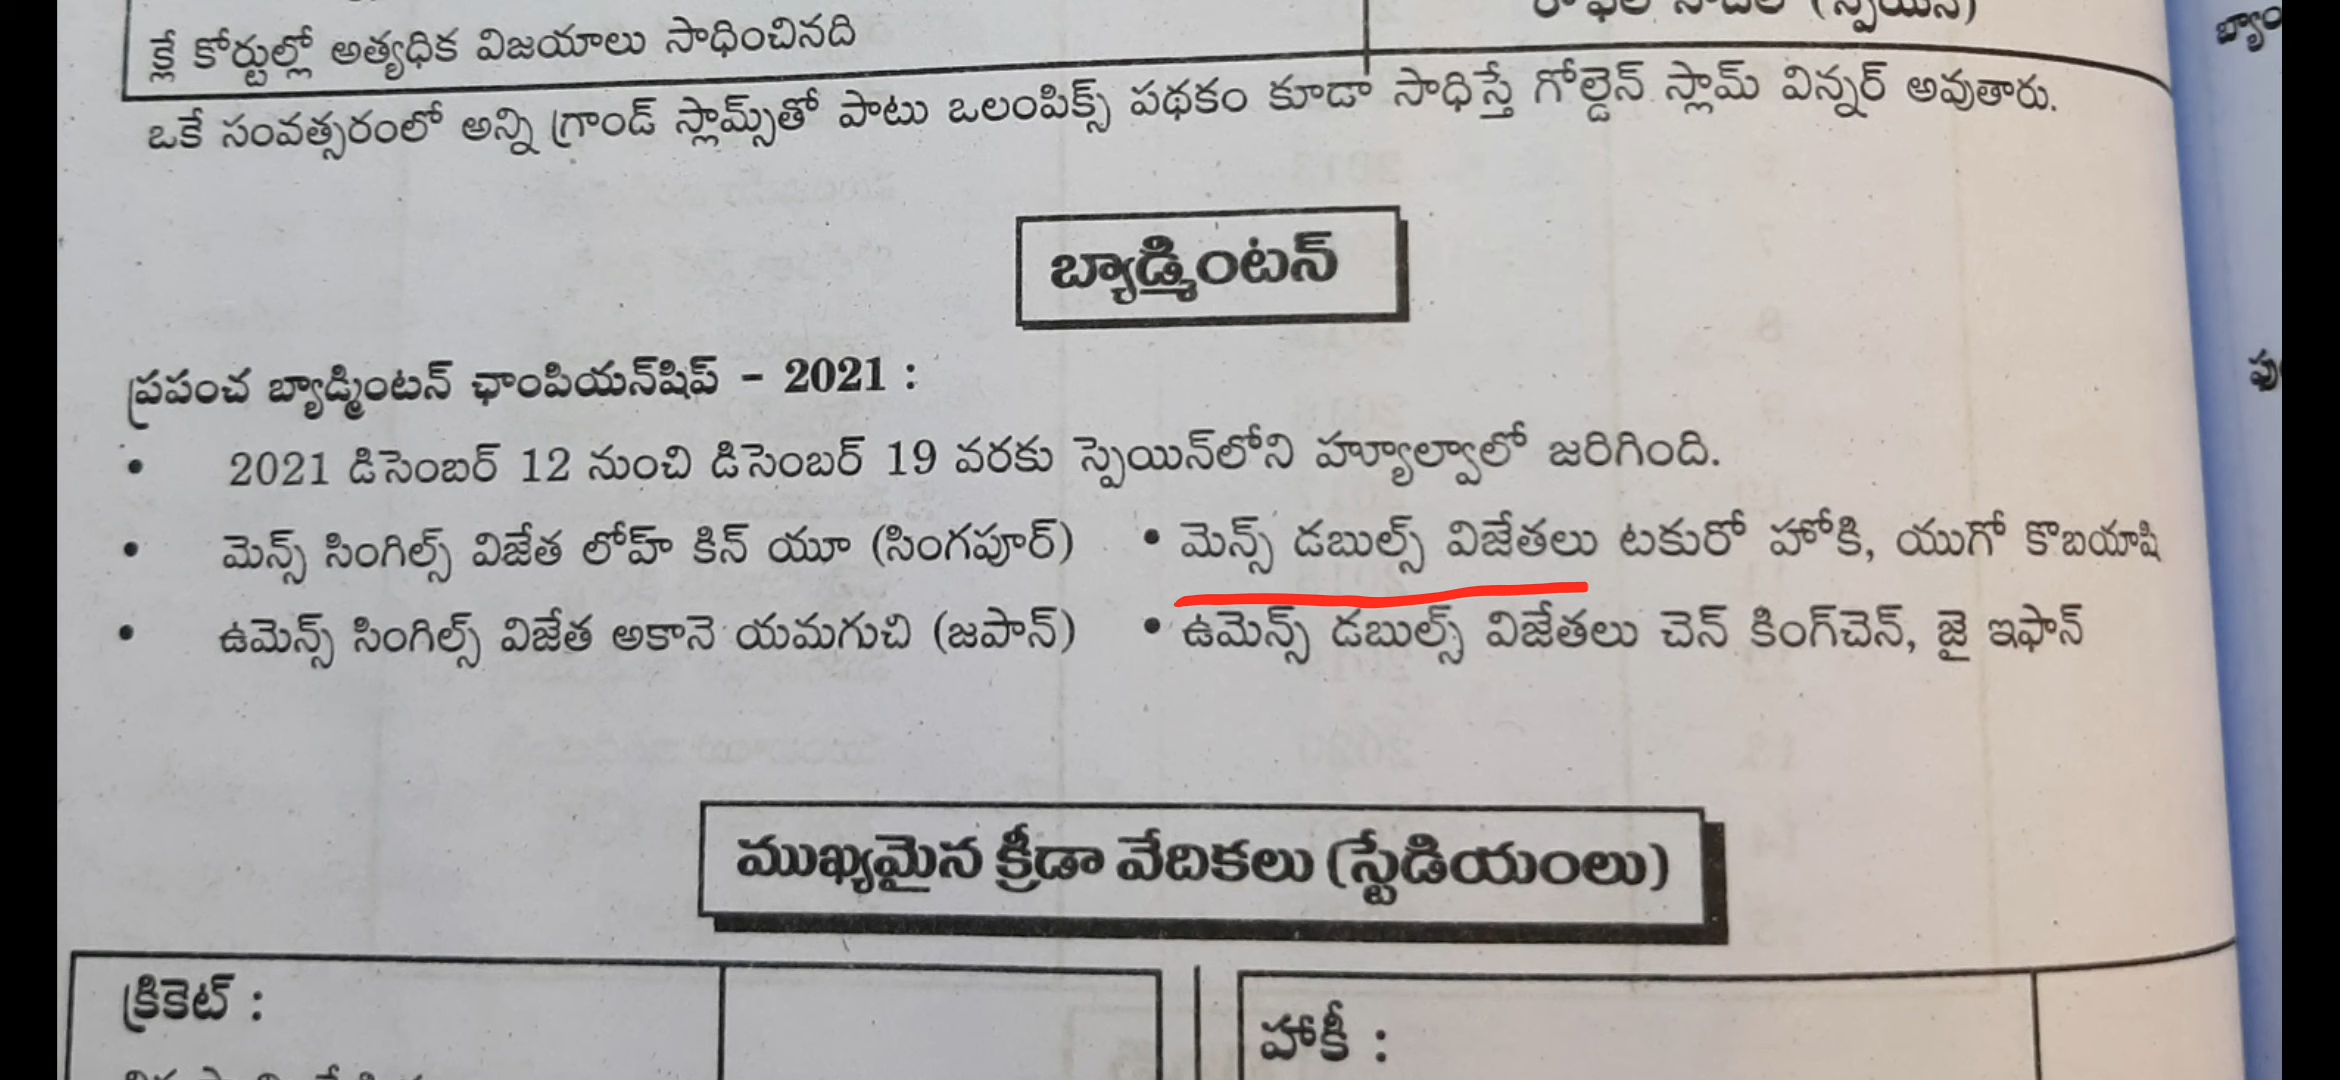 క్లే కోర్టుల్లో అత్యధిక విజయాలు సాధించినది
ఒకే సంవత్సరంలో అన్ని గ్రాండ్ స్లామ్స్‌తో పాటు ఒలంపిక్స్ పథకం కూడా సాధిస్తే గోల్డెన్ స్లామ్ విన్నర్ అవుతారు.
బ్యాడ్మింటన్
ప్రపంచ బ్యాడ్మింటన్ ఛాంపియన్‌షిప్ - 2021 :
• 2021 డిసెంబర్ 12 నుంచి డిసెంబర్ 19 వరకు స్పెయిన్‌లోని హ్యూల్వాలో జరిగింది.
• మెన్స్ సింగిల్స్ విజేత లోహ్ కిన్ యూ (సింగపూర్) • మెన్స్ డబుల్స్ విజేతలు టకురో హోకి, యుగో కొబయాషి
• ఉమెన్స్ సింగిల్స్ విజేత అకానె యమగుచి (జపాన్) • ఉమెన్స్ డబుల్స్ విజేతలు చెన్ కింగ్‌చెన్, జై ఇఫాన్
ముఖ్యమైన క్రీడా వేదికలు (స్టేడియంలు)
క్రికెట్ :
హాకీ :